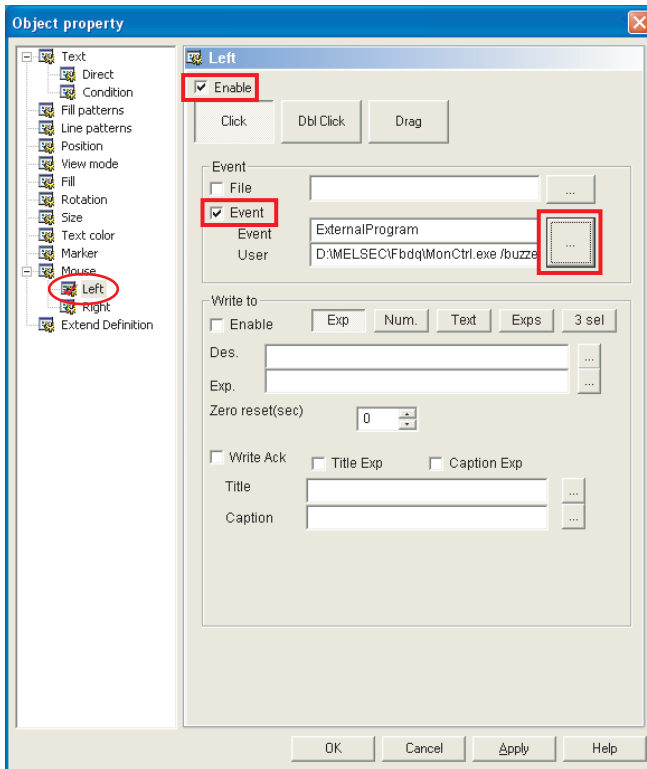 Object property
Text
Direct
Condition
Fill patterns
Line patterns
Position
View mode
Fill
Rotation
Size
Text color
Marker
Mouse
Left
Right
Extend Definition
Left
Enable
Click Dbl Click Drag
Event
File ...
Event
Event ExternalProgram
User D:\MELSEC\Fbdq\MonCtrl.exe /buzze
...
Write to
Enable Exp Num. Text Exps 3 sel
Des. ...
Exp. ...
Zero reset(sec) 0
Write Ack Title Exp Caption Exp
Title ...
Caption ...
OK Cancel Apply Help